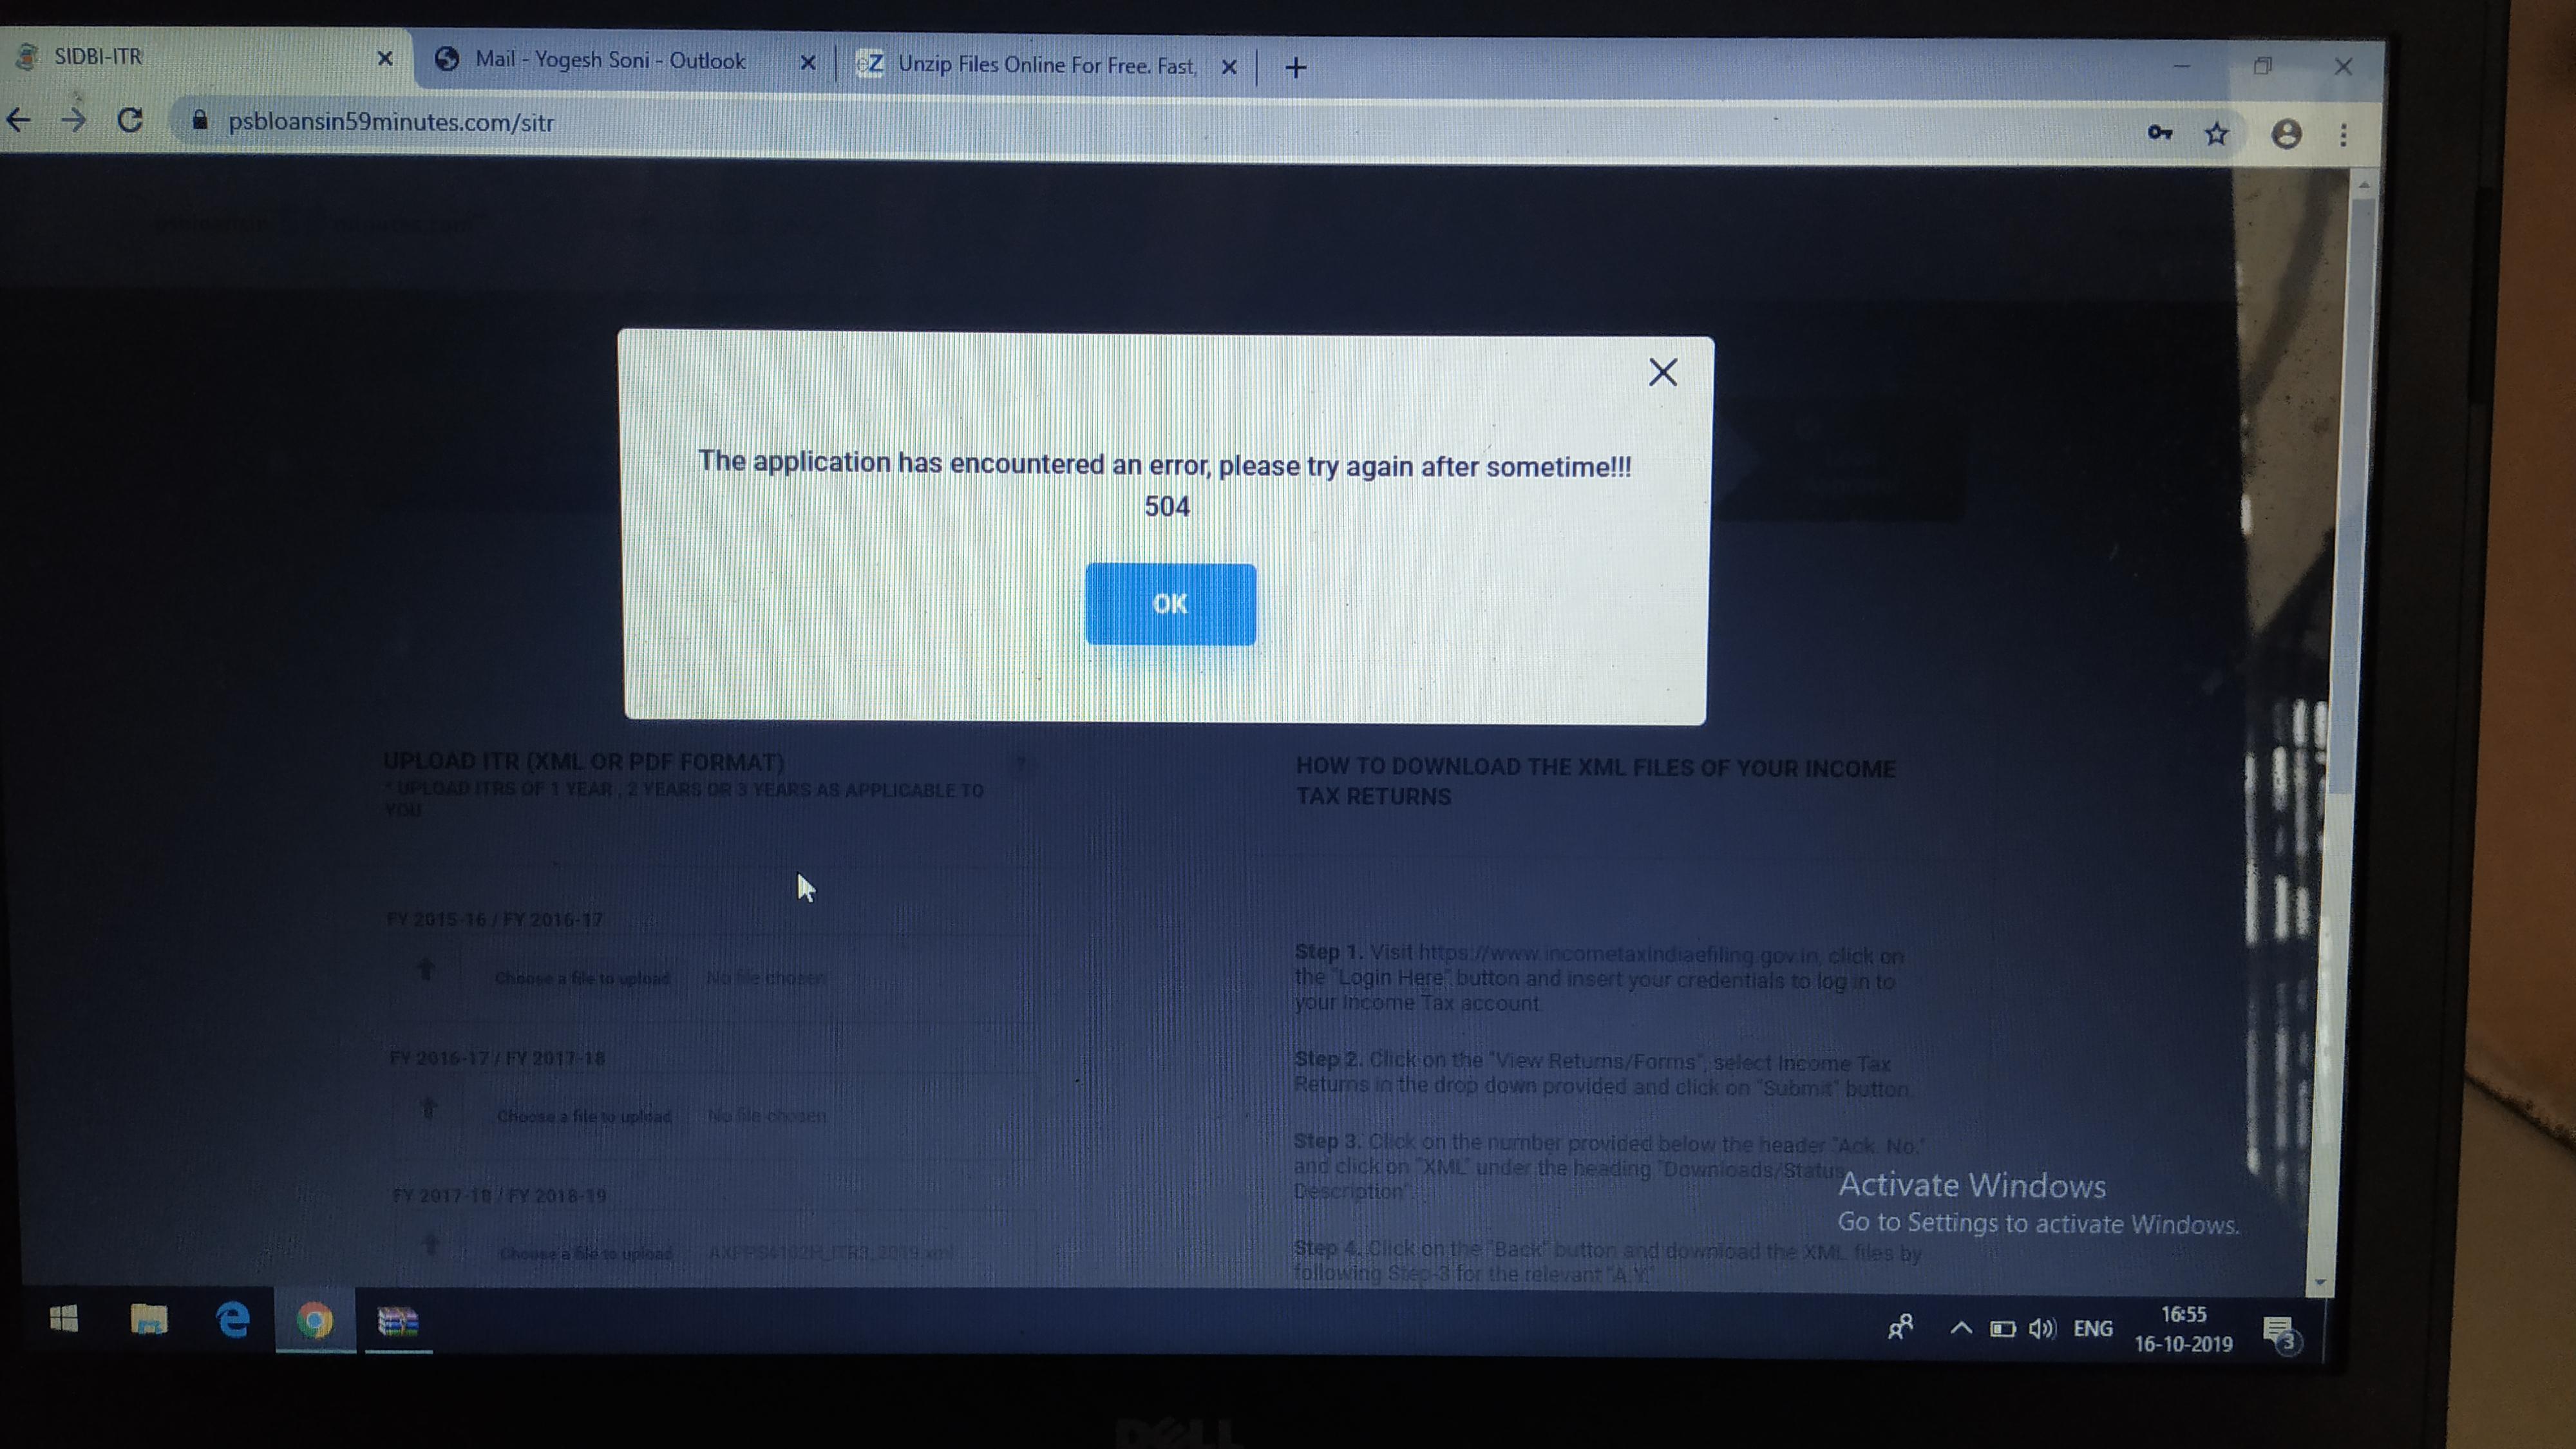 SIDBI-ITR
Mail - Yogesh Soni - Outlook
Unzip Files Online For Free. Fast,
psbloansin59minutes.com/sitr
The application has encountered an error, please try again after sometime!!!
504
OK
UPLOAD ITR (XML OR PDF FORMAT)
* UPLOAD ITRS OF 1 YEAR , 2 YEARS OR 3 YEARS AS APPLICABLE TO
YOU
FY 2015-16 / FY 2016-17
Choose a file to upload No file chosen
FY 2016-17 / FY 2017-18
Choose a file to upload No file chosen
FY 2017-18 / FY 2018-19
Choose a file to upload
HOW TO DOWNLOAD THE XML FILES OF YOUR INCOME
TAX RETURNS
Step 1. Visit https://www.incometaxindiaefiling.gov.in, click on
the "Login Here" button and insert your credentials to log in to
your Income Tax account.
Step 2. Click on the "View Returns/Forms", select Income Tax
Returns in the drop down provided and click on "Submit" button.
Step 3. Click on the number provided below the header "Ack. No."
and click on "XML" under the heading "Downloads/Status
Description".
Step 4. Click on the "Back" button and download the XML files by
following Step-3 for the relevant "A.Y."
Activate Windows
Go to Settings to activate Windows.
ENG
16:55
16-10-2019
3
DELL